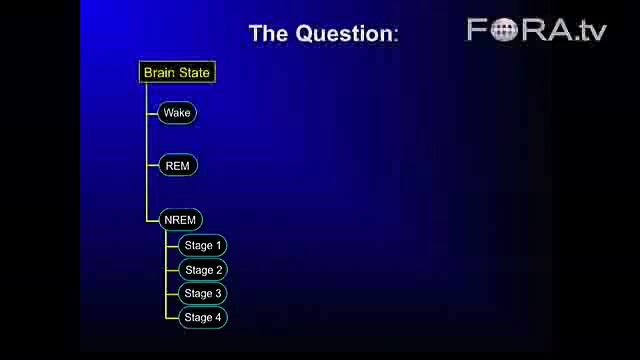 The Question:
FORA.tv
Brain State
Wake
REM
NREM
Stage 1
Stage 2
Stage 3
Stage 4